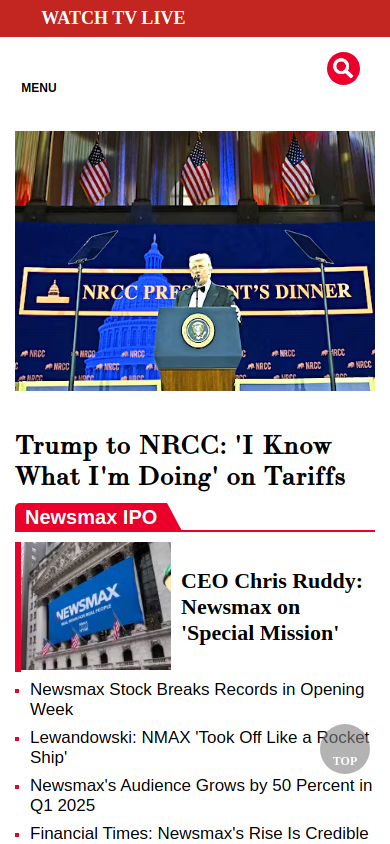 WATCH TV LIVE
MENU
NRCC PRESIDENT'S DINNER
NRCC
NRCC
NRCC
NRCC
NRCC
NRCC
Trump to NRCC: 'I Know
What I'm Doing' on Tariffs
Newsmax IPO
NEWSMAX
CEO Chris Ruddy:
Newsmax on
'Special Mission'
Newsmax Stock Breaks Records in Opening
Week
Lewandowski: NMAX 'Took Off Like a Rocket
Ship'
TOP
Newsmax's Audience Grows by 50 Percent in
Q1 2025
Financial Times: Newsmax's Rise Is Credible